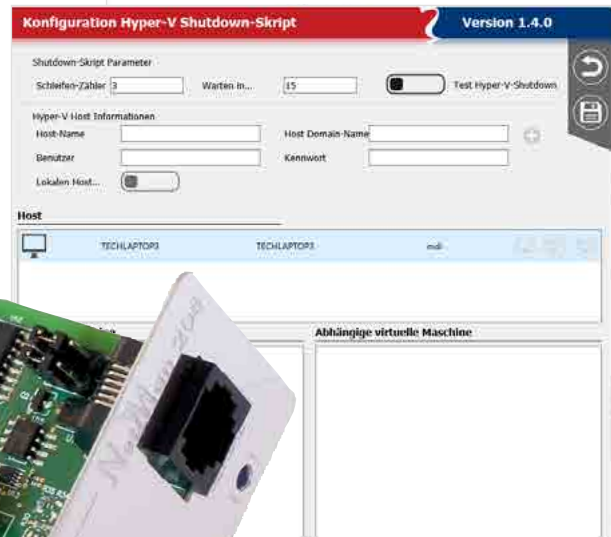 Konfiguration Hyper-V Shutdown-Skript
Version 1.4.0
Shutdown-Skript Parameter
Schleifen-Zähler 3
Warten in... 15
Test Hyper-V-Shutdown
Hyper-V Host Informationen
Host-Name
Host Domain-Name
Benutzer
Kennwort
Lokalen Host...
Host
TECHLAPTOP3 TECHLAPTOP3
Abhängige virtuelle Maschine